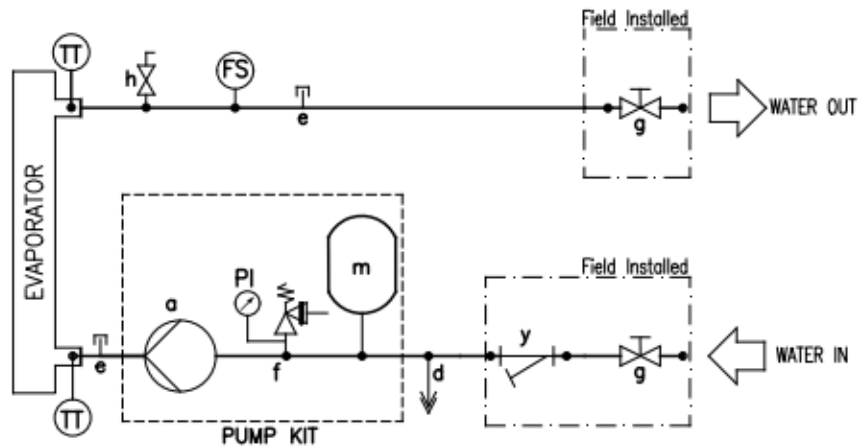 Field Installed
TT
h
FS
e
g
WATER OUT
EVAPORATOR
m
Field Installed
PI
a
y
e
f
d
g
WATER IN
TT
PUMP KIT